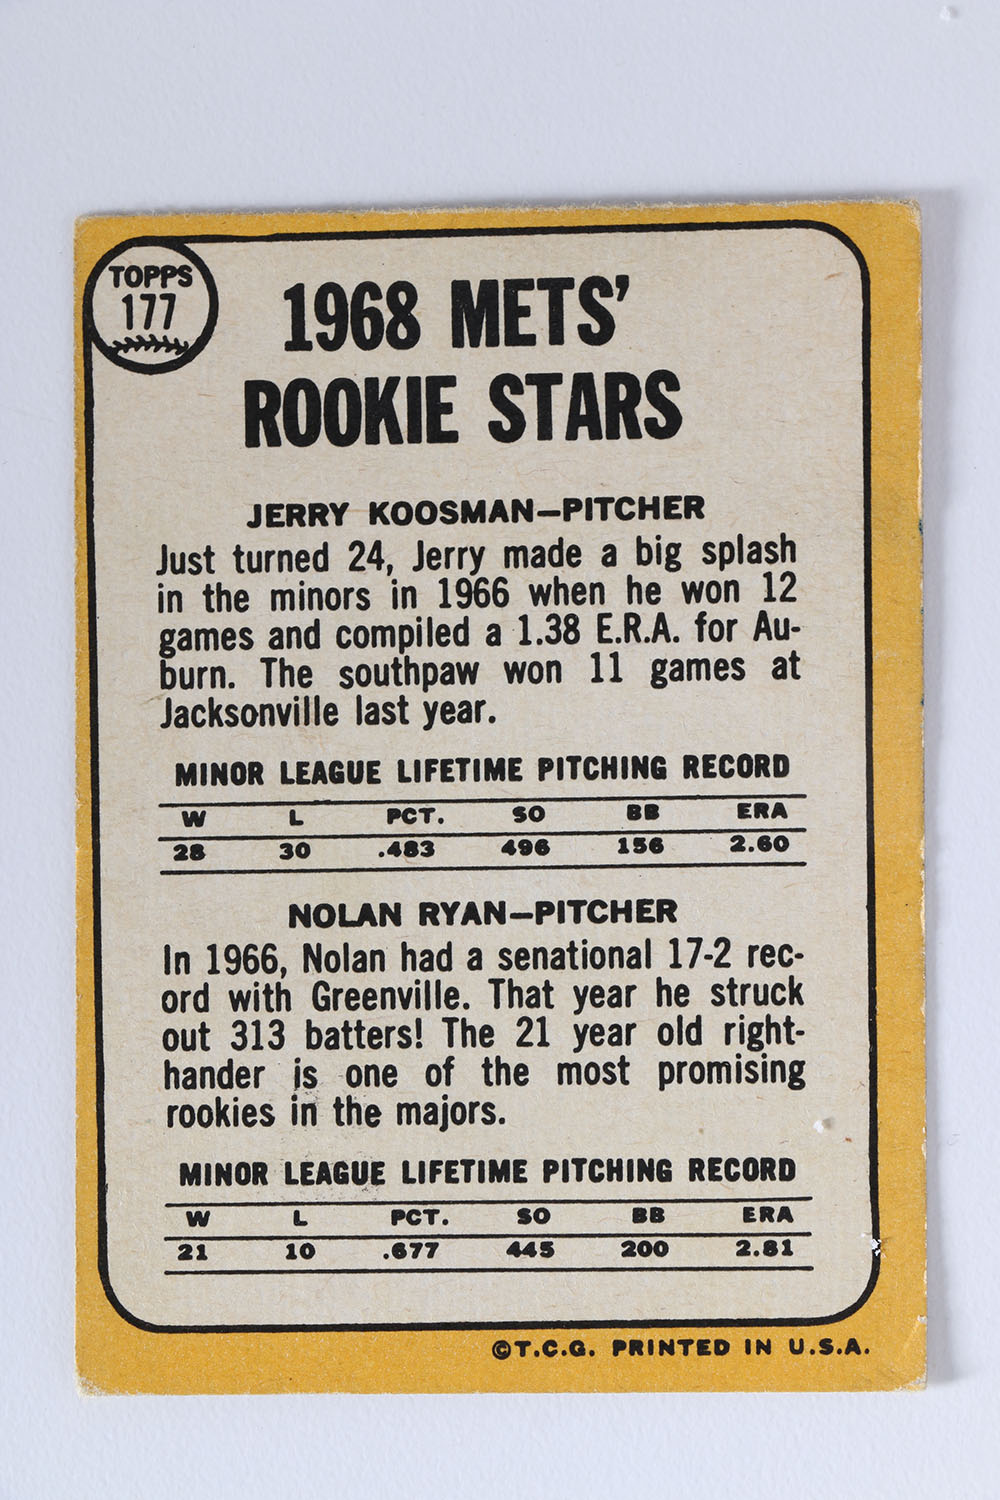 TOPPS
177
1968 METS'
ROOKIE STARS
JERRY KOOSMAN—PITCHER
Just turned 24, Jerry made a big splash
in the minors in 1966 when he won 12
games and compiled a 1.38 E.R.A. for Au-
burn. The southpaw won 11 games at
Jacksonville last year.
MINOR LEAGUE LIFETIME PITCHING RECORD
W L PCT. SO BB ERA
28 30 .483 496 156 2.60
NOLAN RYAN—PITCHER
In 1966, Nolan had a senational 17-2 rec-
ord with Greenville. That year he struck
out 313 batters! The 21 year old right-
hander is one of the most promising
rookies in the majors.
MINOR LEAGUE LIFETIME PITCHING RECORD
W L PCT. SO BB ERA
21 10 .677 445 200 2.81
©T.C.G. PRINTED IN U.S.A.